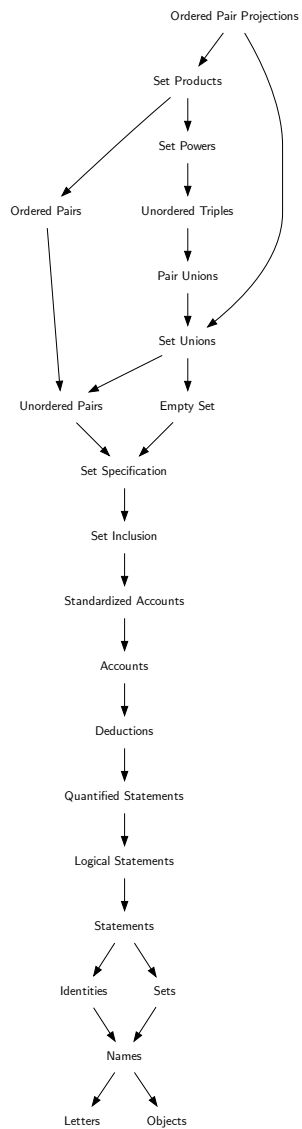 Ordered Pair Projections
Set Products
Set Powers
Ordered Pairs
Unordered Triples
Pair Unions
Set Unions
Unordered Pairs
Empty Set
Set Specification
Set Inclusion
Standardized Accounts
Accounts
Deductions
Quantified Statements
Logical Statements
Statements
Identities
Sets
Names
Letters
Objects